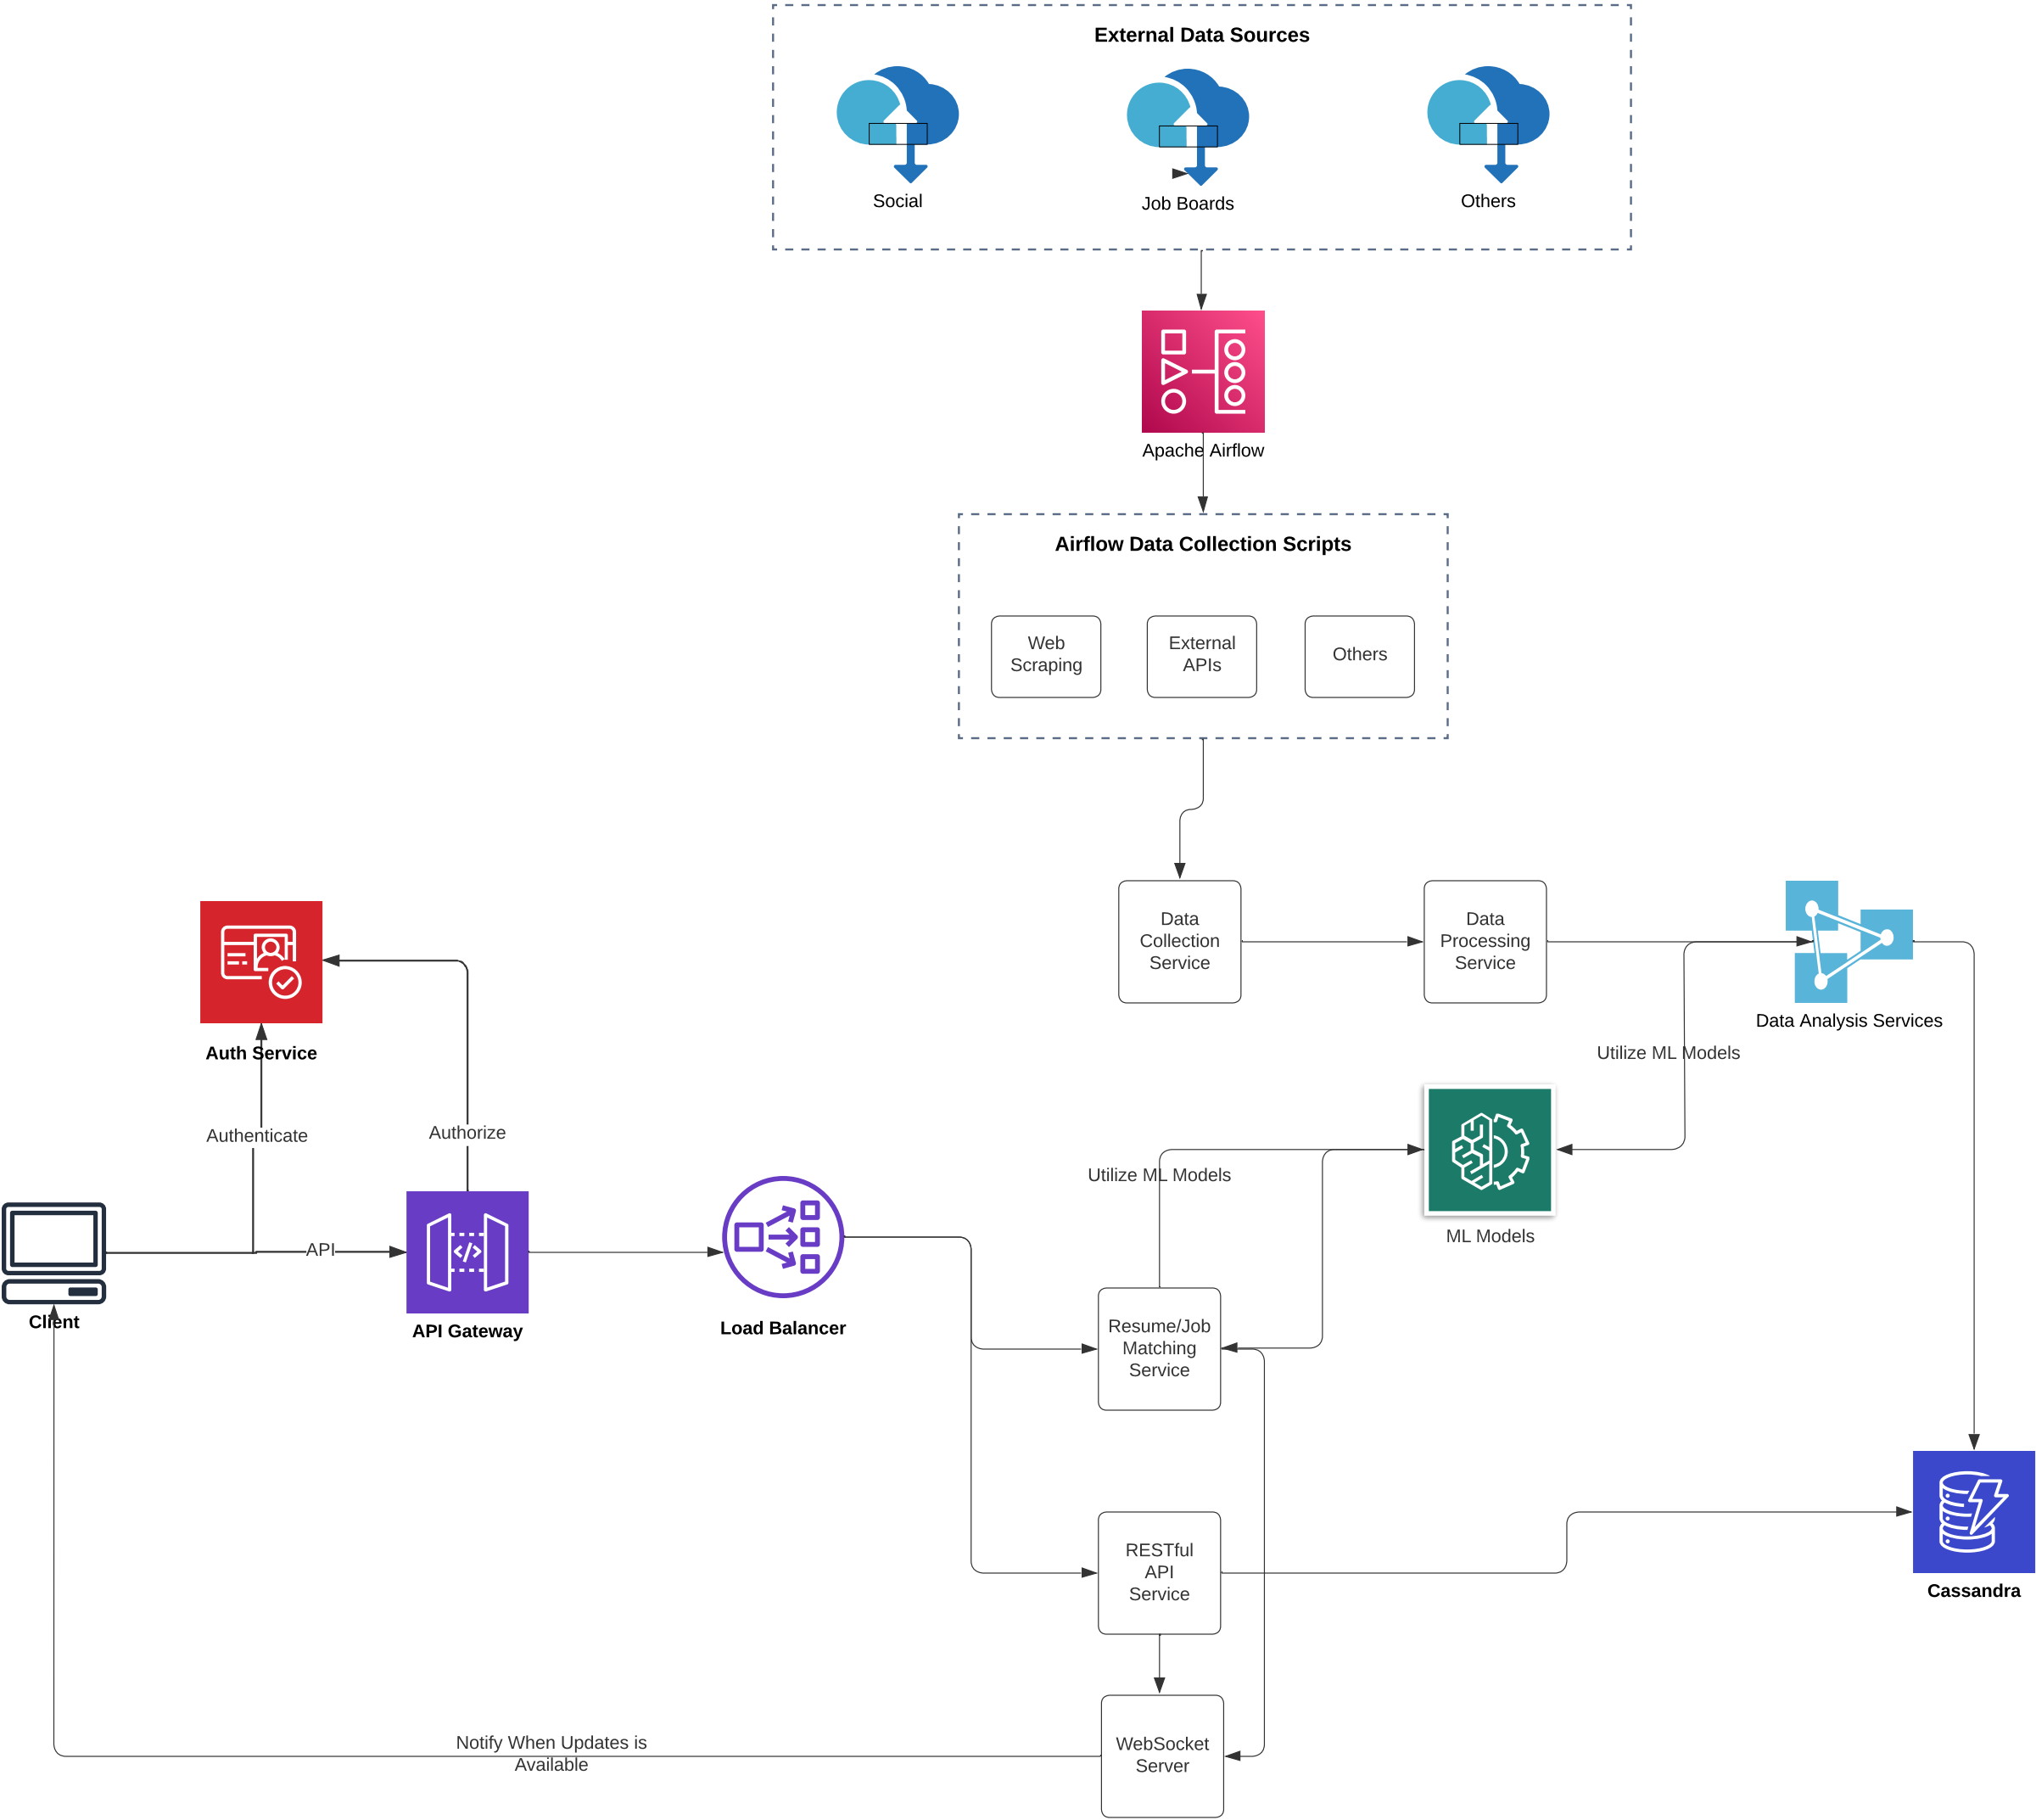 External Data Sources
Social
Job Boards
Others
Apache Airflow
Airflow Data Collection Scripts
Web
Scraping
External
APIs
Others
Data
Collection
Service
Data
Processing
Service
Data Analysis Services
Auth Service
Utilize ML Models
Authenticate
Authorize
Utilize ML Models
ML Models
API
Client
API Gateway
Load Balancer
Resume/Job
Matching
Service
RESTful
API
Service
Cassandra
Notify When Updates is
Available
WebSocket
Server